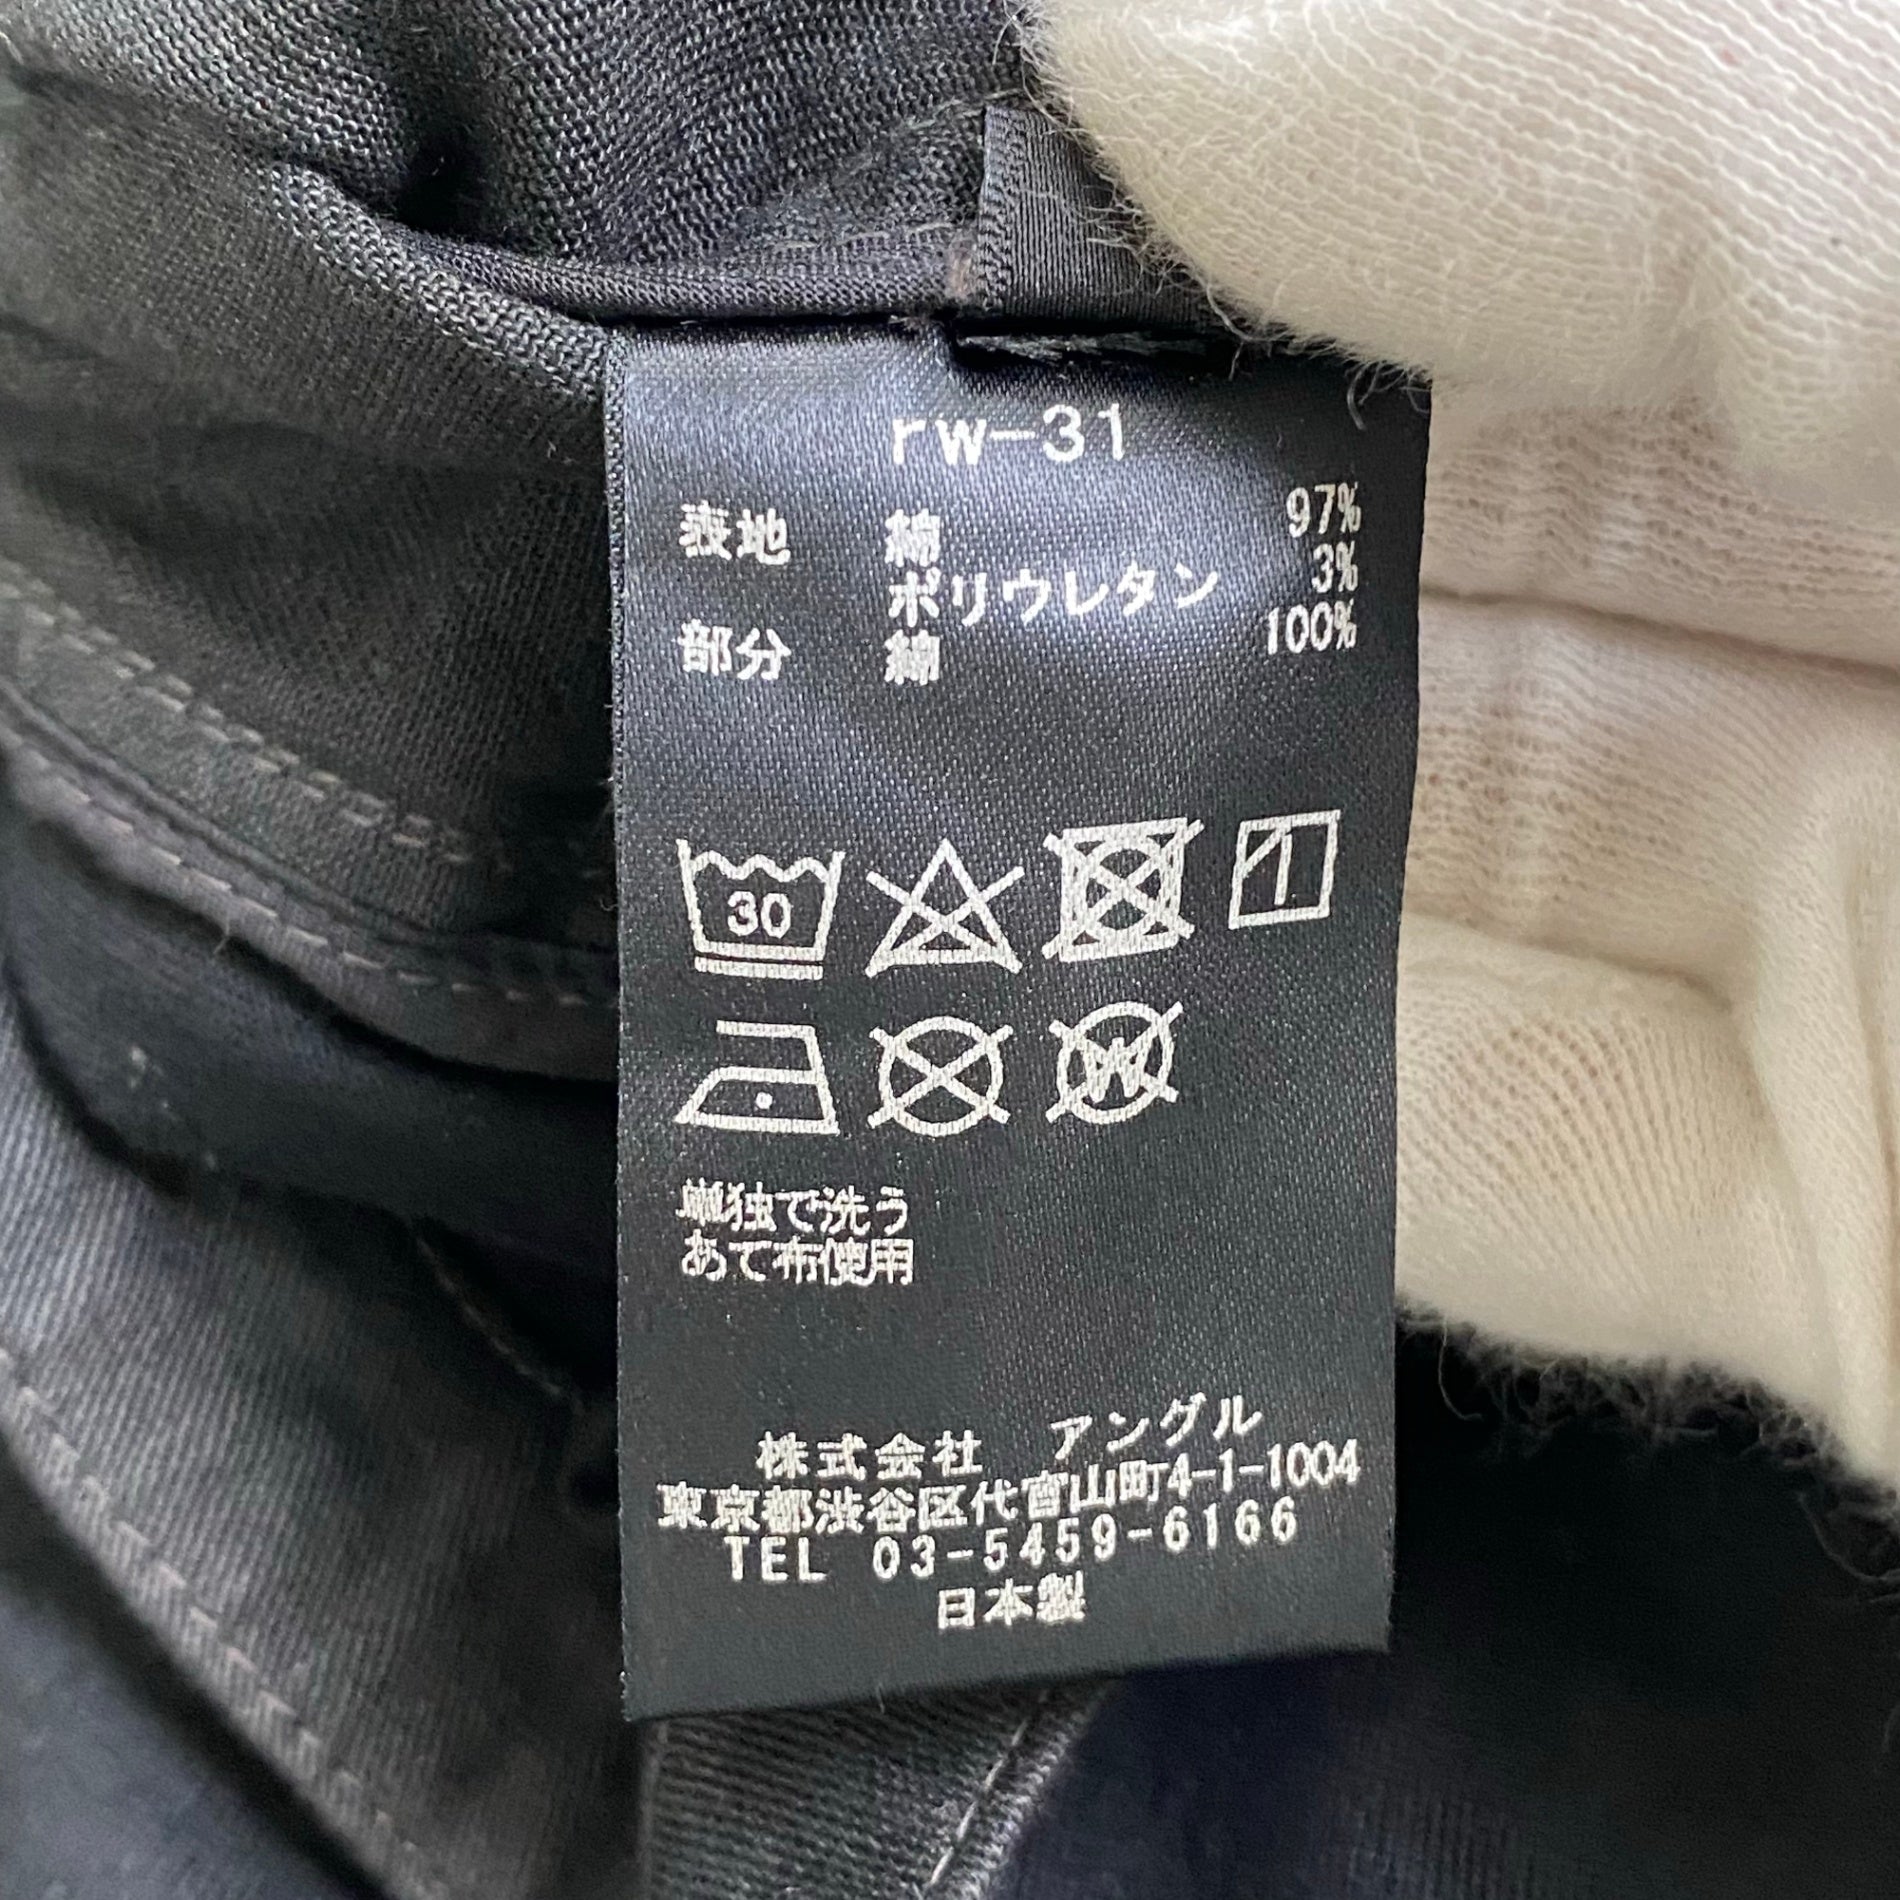 rw-31
表地 綿 97%
ポリウレタン 3%
部分 綿 100%
30
1
W
単独で洗う
あて布使用
株式会社 アングル
東京都渋谷区代官山町4-1-1004
TEL 03-5459-6166
日本製